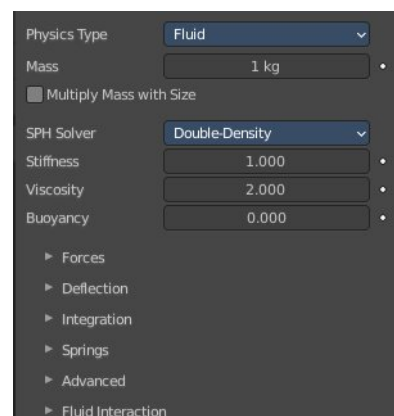 Physics Type Fluid
Mass 1 kg
Multiply Mass with Size
SPH Solver Double-Density
Stiffness 1.000
Viscosity 2.000
Buoyancy 0.000
Forces
Deflection
Integration
Springs
Advanced
Fluid Interaction